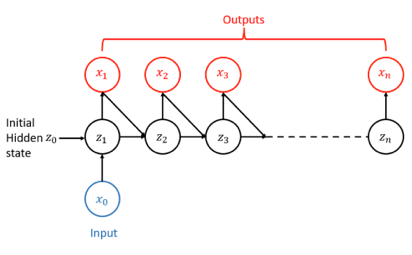 Outputs
x₁ x₂ x₃ xₙ
Initial
Hidden z₀
state
z₁ z₂ z₃ zₙ
x₀
Input